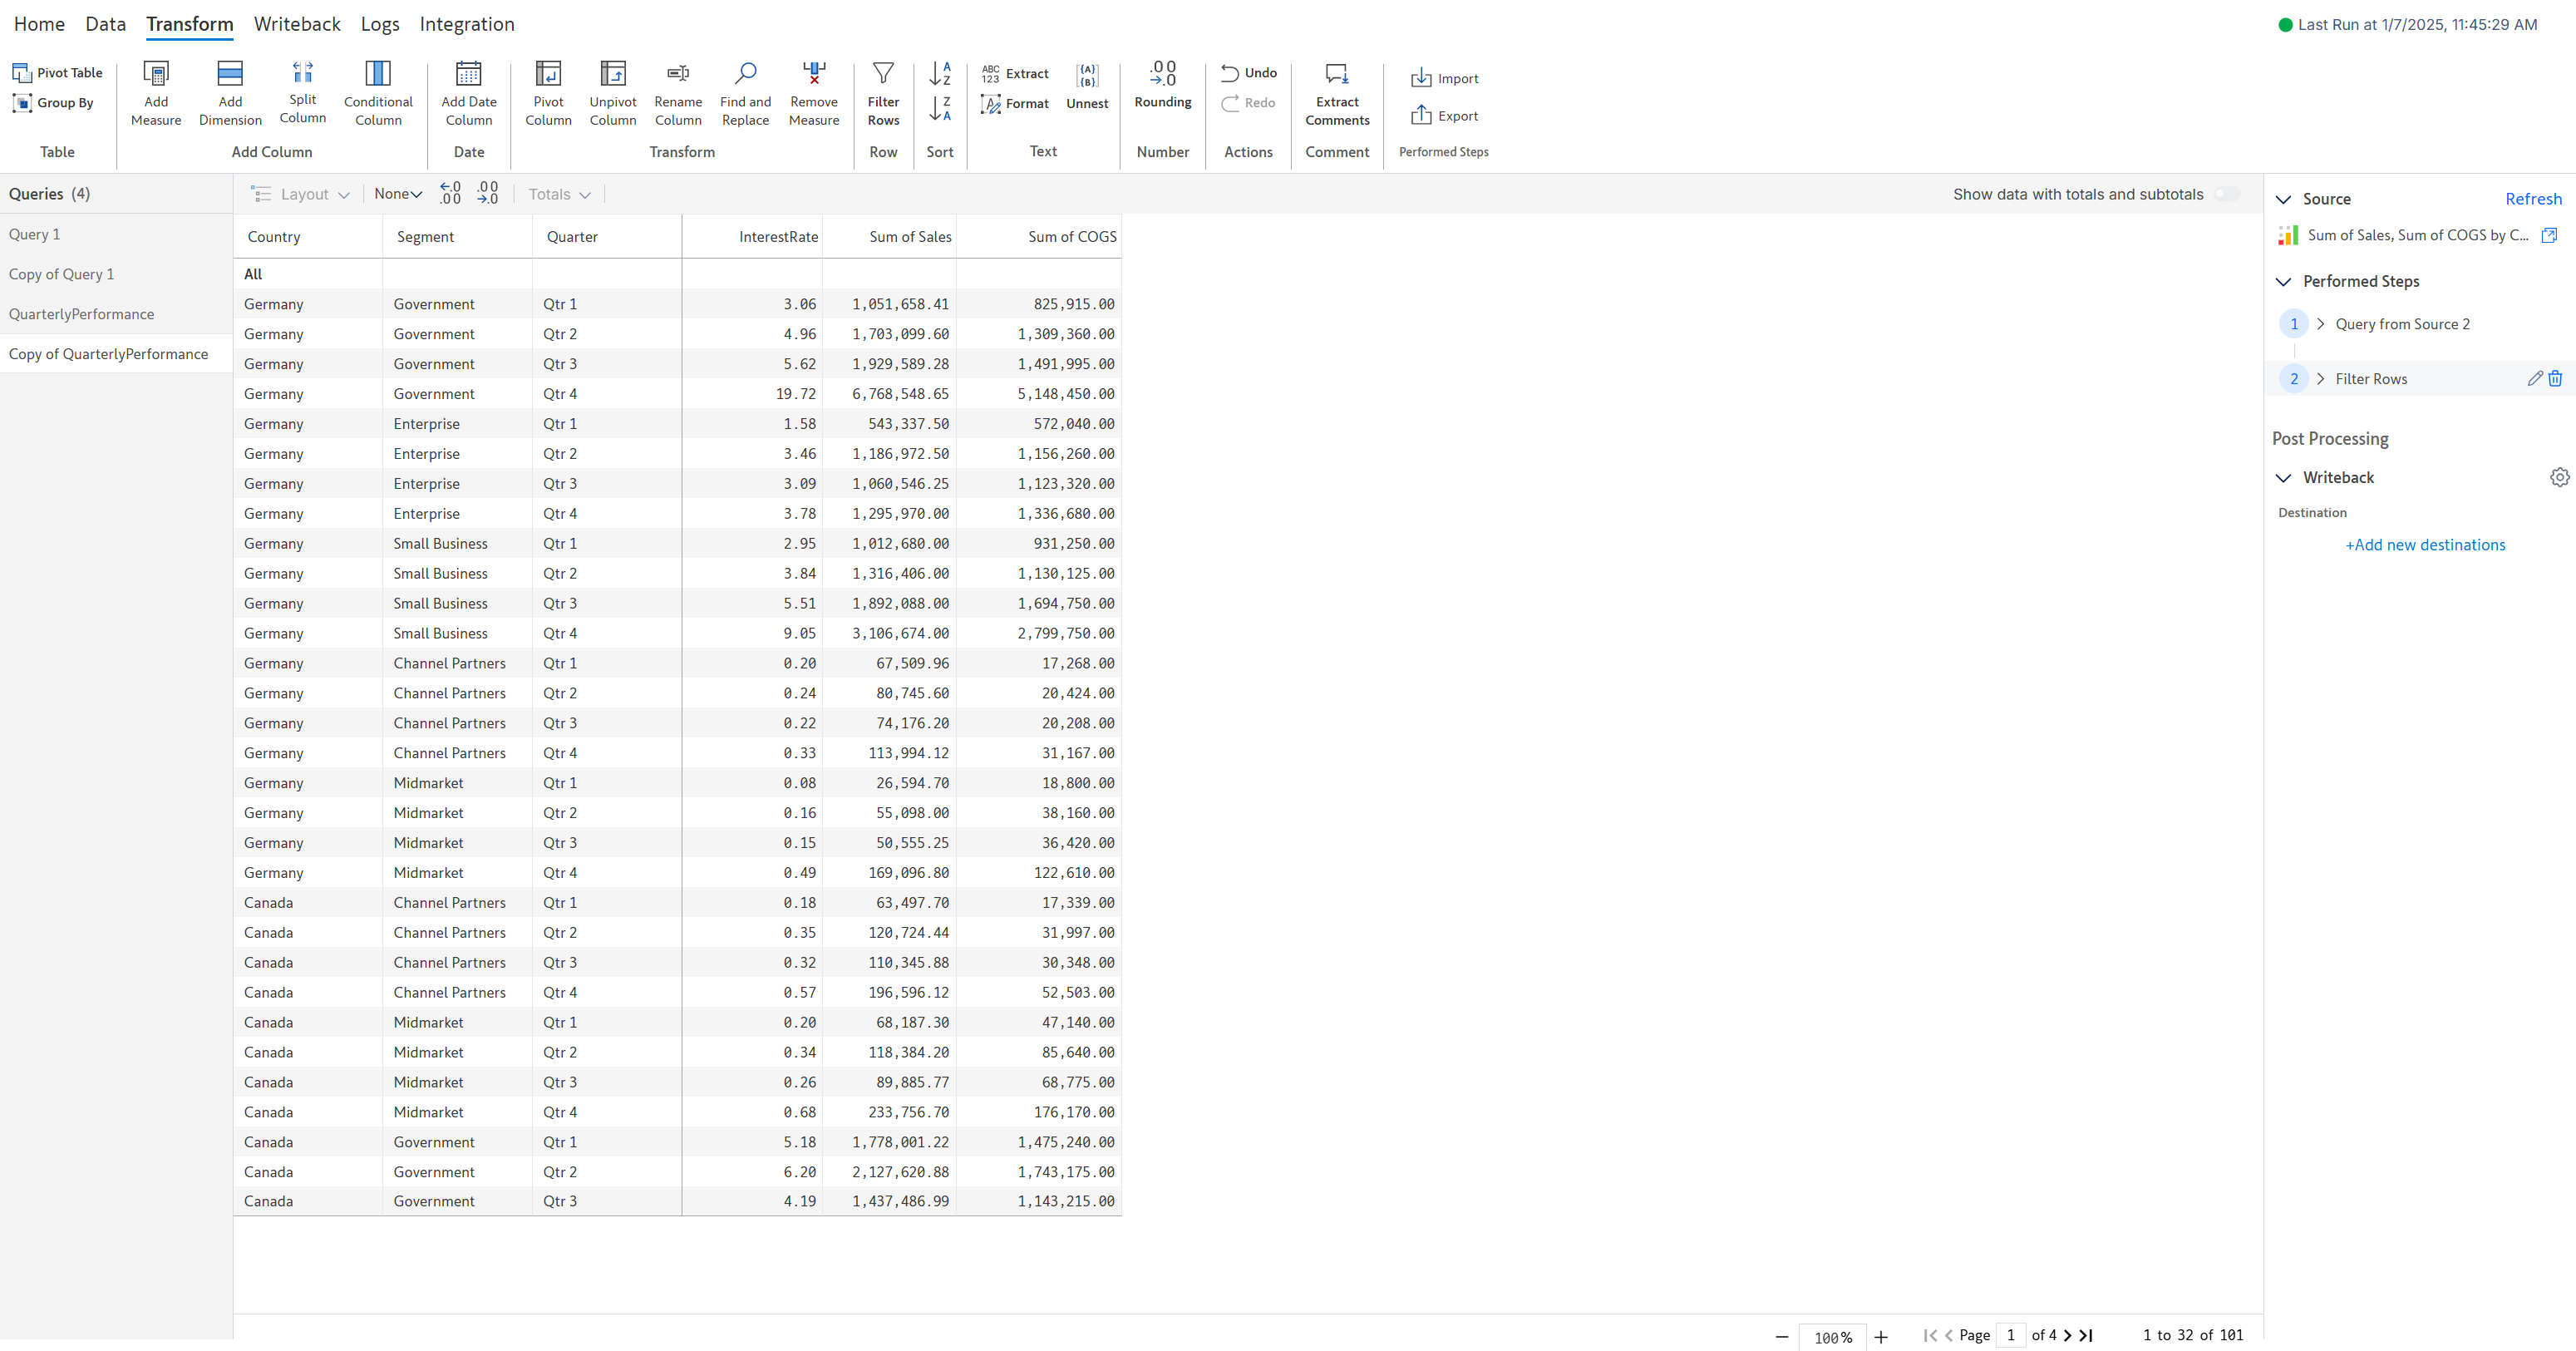 Home Data Transform Writeback Logs Integration
Last Run at 1/7/2025, 11:45:29 AM
Pivot Table
Group By
Table
Add Measure
Add Dimension
Split Column
Conditional Column
Add Column
Add Date Column
Date
Pivot Column
Unpivot Column
Rename Column
Find and Replace
Remove Measure
Transform
Filter Rows
Row
A Z
Z A
Sort
ABC 123 Extract
Format
{A} {B} Unnest
Text
.00 .0 Rounding
Number
Undo
Redo
Actions
Extract Comments
Comment
Import
Export
Performed Steps
Queries (4)
Query 1
Copy of Query 1
QuarterlyPerformance
Copy of QuarterlyPerformance
Layout None .0 .00 .00 .0 Totals
Show data with totals and subtotals
Country Segment Quarter InterestRate Sum of Sales Sum of COGS
All
Germany Government Qtr 1 3.06 1,051,658.41 825,915.00
Germany Government Qtr 2 4.96 1,703,099.60 1,309,360.00
Germany Government Qtr 3 5.62 1,929,589.28 1,491,995.00
Germany Government Qtr 4 19.72 6,768,548.65 5,148,450.00
Germany Enterprise Qtr 1 1.58 543,337.50 572,040.00
Germany Enterprise Qtr 2 3.46 1,186,972.50 1,156,260.00
Germany Enterprise Qtr 3 3.09 1,060,546.25 1,123,320.00
Germany Enterprise Qtr 4 3.78 1,295,970.00 1,336,680.00
Germany Small Business Qtr 1 2.95 1,012,680.00 931,250.00
Germany Small Business Qtr 2 3.84 1,316,406.00 1,130,125.00
Germany Small Business Qtr 3 5.51 1,892,088.00 1,694,750.00
Germany Small Business Qtr 4 9.05 3,106,674.00 2,799,750.00
Germany Channel Partners Qtr 1 0.20 67,509.96 17,268.00
Germany Channel Partners Qtr 2 0.24 80,745.60 20,424.00
Germany Channel Partners Qtr 3 0.22 74,176.20 20,208.00
Germany Channel Partners Qtr 4 0.33 113,994.12 31,167.00
Germany Midmarket Qtr 1 0.08 26,594.70 18,800.00
Germany Midmarket Qtr 2 0.16 55,098.00 38,160.00
Germany Midmarket Qtr 3 0.15 50,555.25 36,420.00
Germany Midmarket Qtr 4 0.49 169,096.80 122,610.00
Canada Channel Partners Qtr 1 0.18 63,497.70 17,339.00
Canada Channel Partners Qtr 2 0.35 120,724.44 31,997.00
Canada Channel Partners Qtr 3 0.32 110,345.88 30,348.00
Canada Channel Partners Qtr 4 0.57 196,596.12 52,503.00
Canada Midmarket Qtr 1 0.20 68,187.30 47,140.00
Canada Midmarket Qtr 2 0.34 118,384.20 85,640.00
Canada Midmarket Qtr 3 0.26 89,885.77 68,775.00
Canada Midmarket Qtr 4 0.68 233,756.70 176,170.00
Canada Government Qtr 1 5.18 1,778,001.22 1,475,240.00
Canada Government Qtr 2 6.20 2,127,620.88 1,743,175.00
Canada Government Qtr 3 4.19 1,437,486.99 1,143,215.00
100% Page 1 of 4 1 to 32 of 101
Source Refresh
Sum of Sales, Sum of COGS by C...
Performed Steps
1 Query from Source 2
2 Filter Rows
Post Processing
Writeback
Destination
+Add new destinations